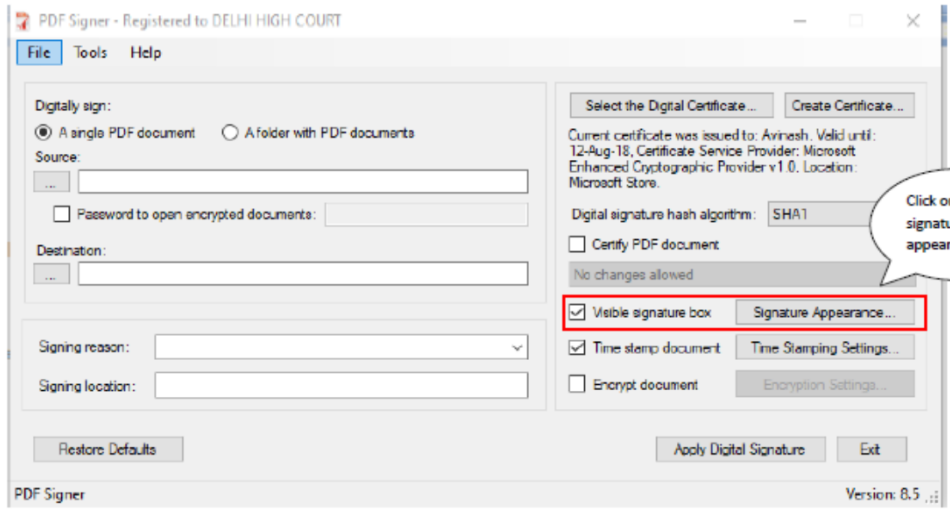 PDF Signer - Registered to DELHI HIGH COURT
File Tools Help
Digitally sign:
A single PDF document A folder with PDF documents
Source:
...
Password to open encrypted documents:
Destination:
...
Signing reason:
Signing location:
Select the Digital Certificate... Create Certificate...
Current certificate was issued to: Avinash. Valid until:
12-Aug-18, Certificate Service Provider: Microsoft
Enhanced Cryptographic Provider v1.0. Location:
Microsoft Store.
Digital signature hash algorithm: SHA1
Certify PDF document
No changes allowed
Visible signature box Signature Appearance...
Time stamp document Time Stamping Settings...
Encrypt document Encryption Settings...
Click
Restore Defaults Apply Digital Signature Exit
PDF Signer Version: 8.5